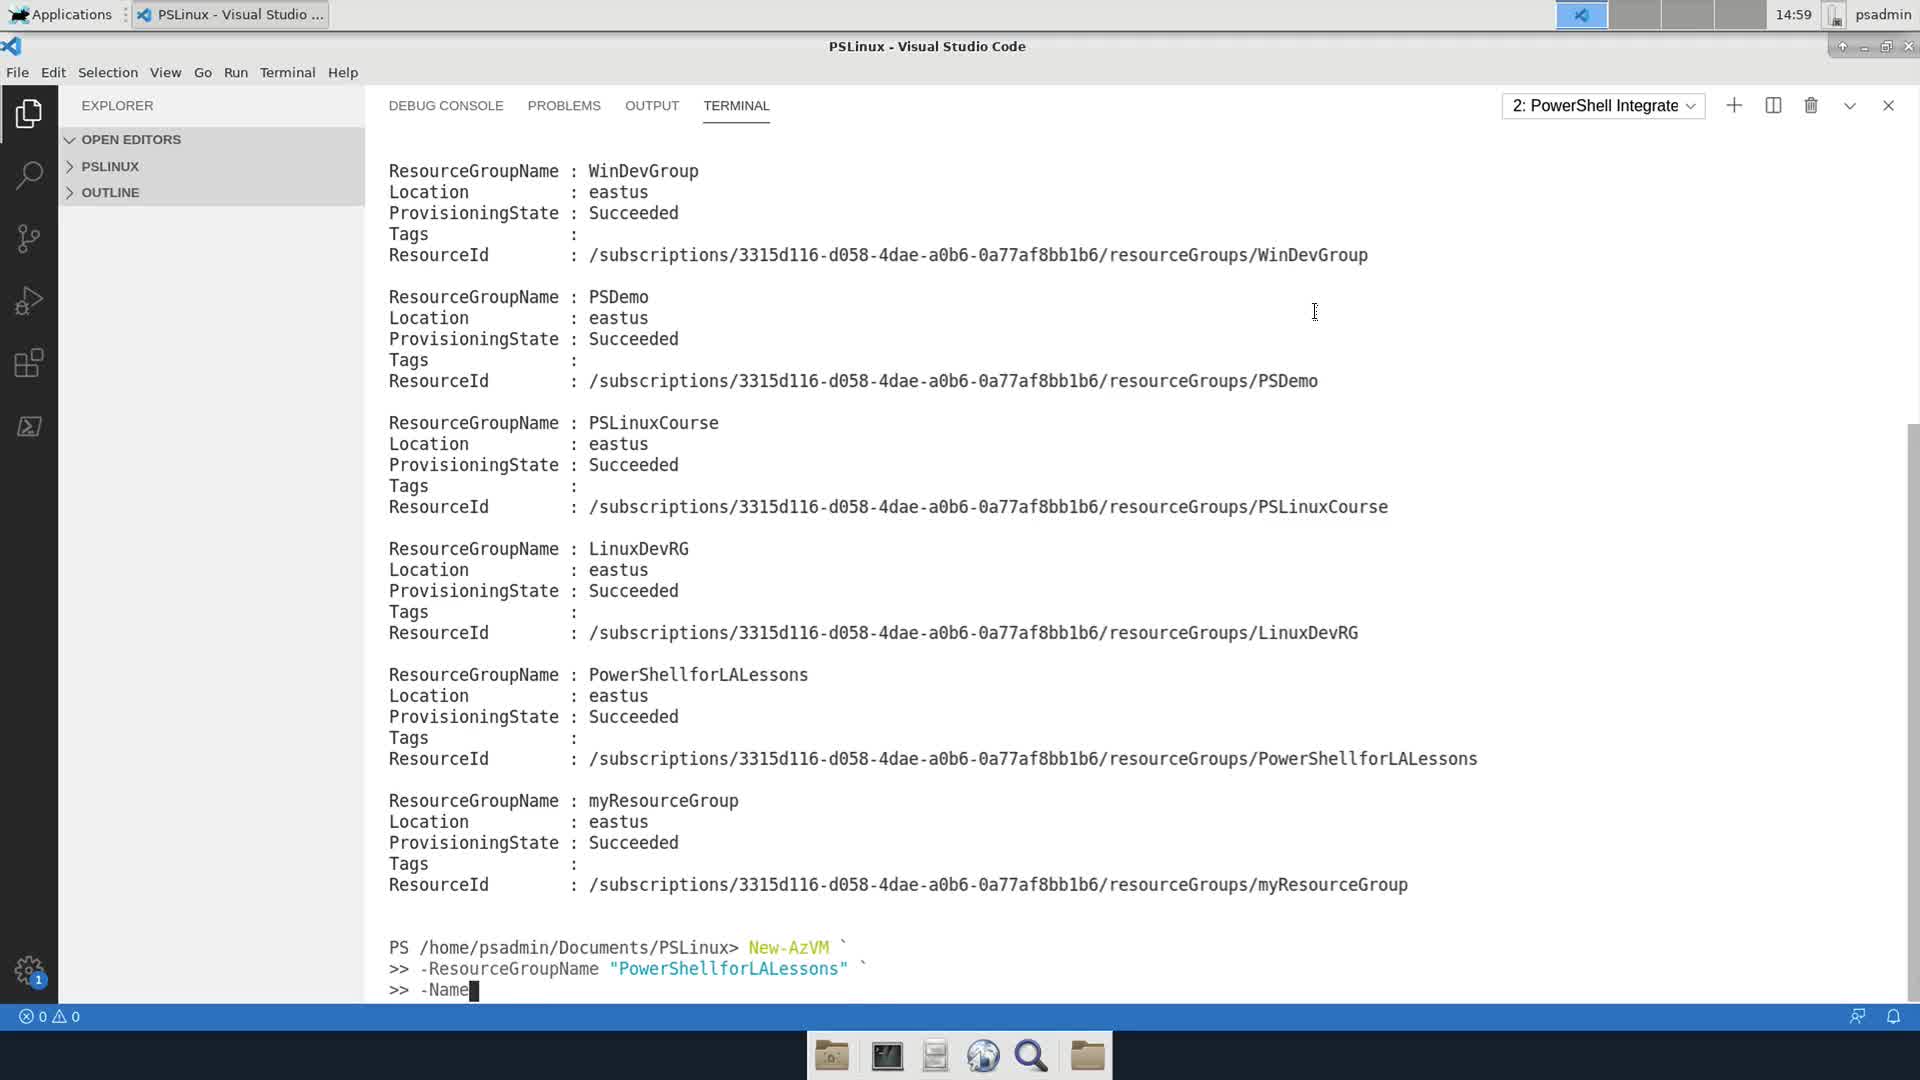 Applications
PSLinux - Visual Studio ...
14:59
psadmin
PSLinux - Visual Studio Code
File Edit Selection View Go Run Terminal Help
EXPLORER
DEBUG CONSOLE PROBLEMS OUTPUT TERMINAL
2: PowerShell Integrate
OPEN EDITORS
PSLINUX
OUTLINE
ResourceGroupName : WinDevGroup
Location : eastus
ProvisioningState : Succeeded
Tags :
ResourceId : /subscriptions/3315d116-d058-4dae-a0b6-0a77af8bb1b6/resourceGroups/WinDevGroup
ResourceGroupName : PSDemo
Location : eastus
ProvisioningState : Succeeded
Tags :
ResourceId : /subscriptions/3315d116-d058-4dae-a0b6-0a77af8bb1b6/resourceGroups/PSDemo
ResourceGroupName : PSLinuxCourse
Location : eastus
ProvisioningState : Succeeded
Tags :
ResourceId : /subscriptions/3315d116-d058-4dae-a0b6-0a77af8bb1b6/resourceGroups/PSLinuxCourse
ResourceGroupName : LinuxDevRG
Location : eastus
ProvisioningState : Succeeded
Tags :
ResourceId : /subscriptions/3315d116-d058-4dae-a0b6-0a77af8bb1b6/resourceGroups/LinuxDevRG
ResourceGroupName : PowerShellforLALessons
Location : eastus
ProvisioningState : Succeeded
Tags :
ResourceId : /subscriptions/3315d116-d058-4dae-a0b6-0a77af8bb1b6/resourceGroups/PowerShellforLALessons
ResourceGroupName : myResourceGroup
Location : eastus
ProvisioningState : Succeeded
Tags :
ResourceId : /subscriptions/3315d116-d058-4dae-a0b6-0a77af8bb1b6/resourceGroups/myResourceGroup
PS /home/psadmin/Documents/PSLinux> New-AzVM `
>> -ResourceGroupName "PowerShellforLALessons" `
>> -Name
1
0 0